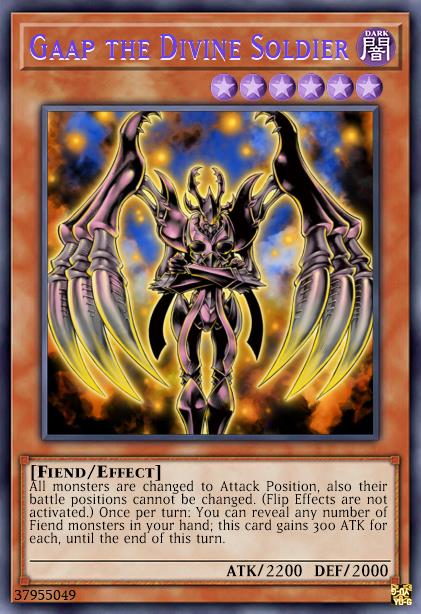 GAAP THE DIVINE SOLDIER
DARK
闇
[FIEND/EFFECT]
All monsters are changed to Attack Position, also their
battle positions cannot be changed. (Flip Effects are not
activated.) Once per turn: You can reveal any number of
Fiend monsters in your hand; this card gains 300 ATK for
each, until the end of this turn.
ATK/2200 DEF/2000
37955049